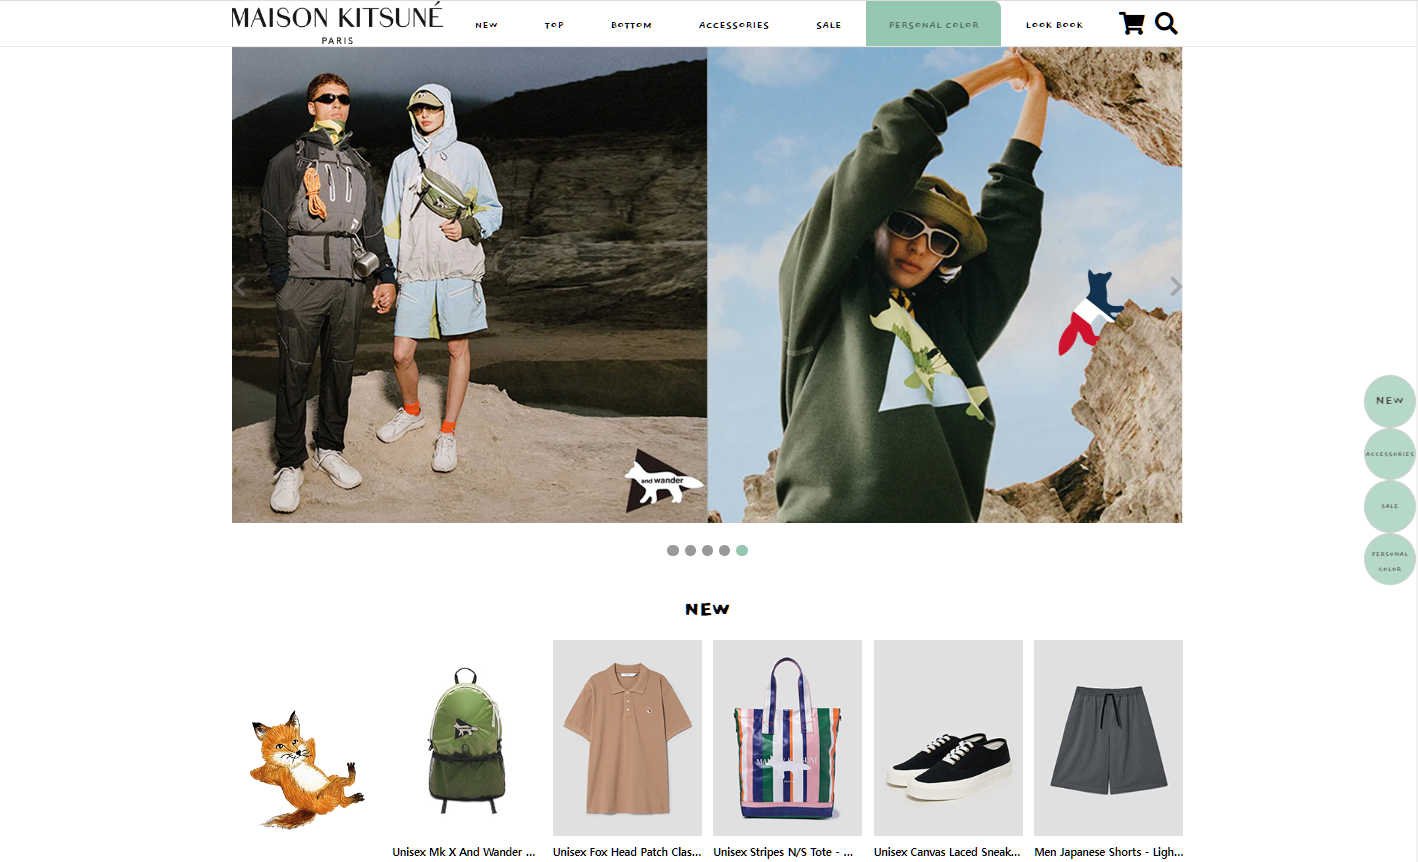 MAISON KITSUNÉ
PARIS
NEW
TOP
BOTTOM
ACCESSORIES
SALE
PERSONAL COLOR
LOOK BOOK
and wander
NEW
ACCESSORIES
SALE
PERSONAL
COLOR
NEW
MAISON KITSUNÉ
Unisex Mk X And Wander ...
Unisex Fox Head Patch Clas...
Unisex Stripes N/S Tote - ...
Unisex Canvas Laced Sneak...
Men Japanese Shorts - Ligh...